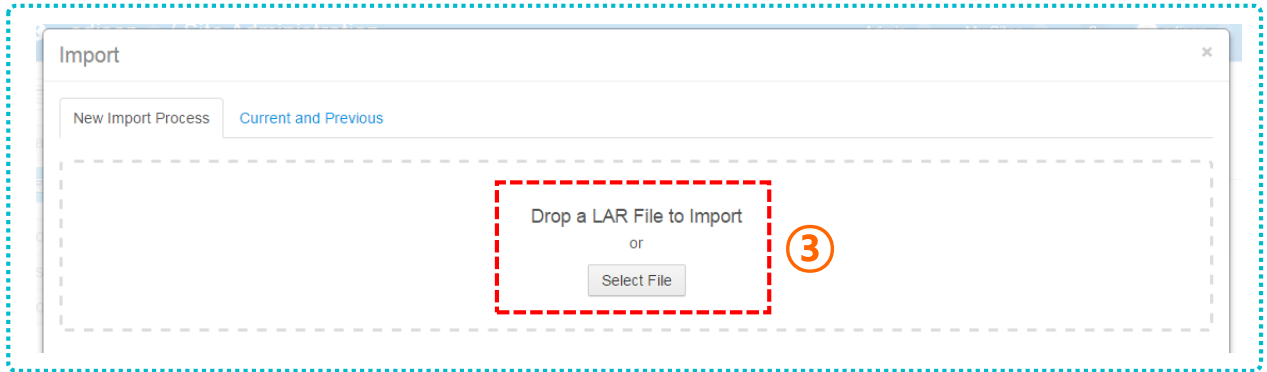 Import
×
New Import Process
Current and Previous
Drop a LAR File to Import
or
Select File
③